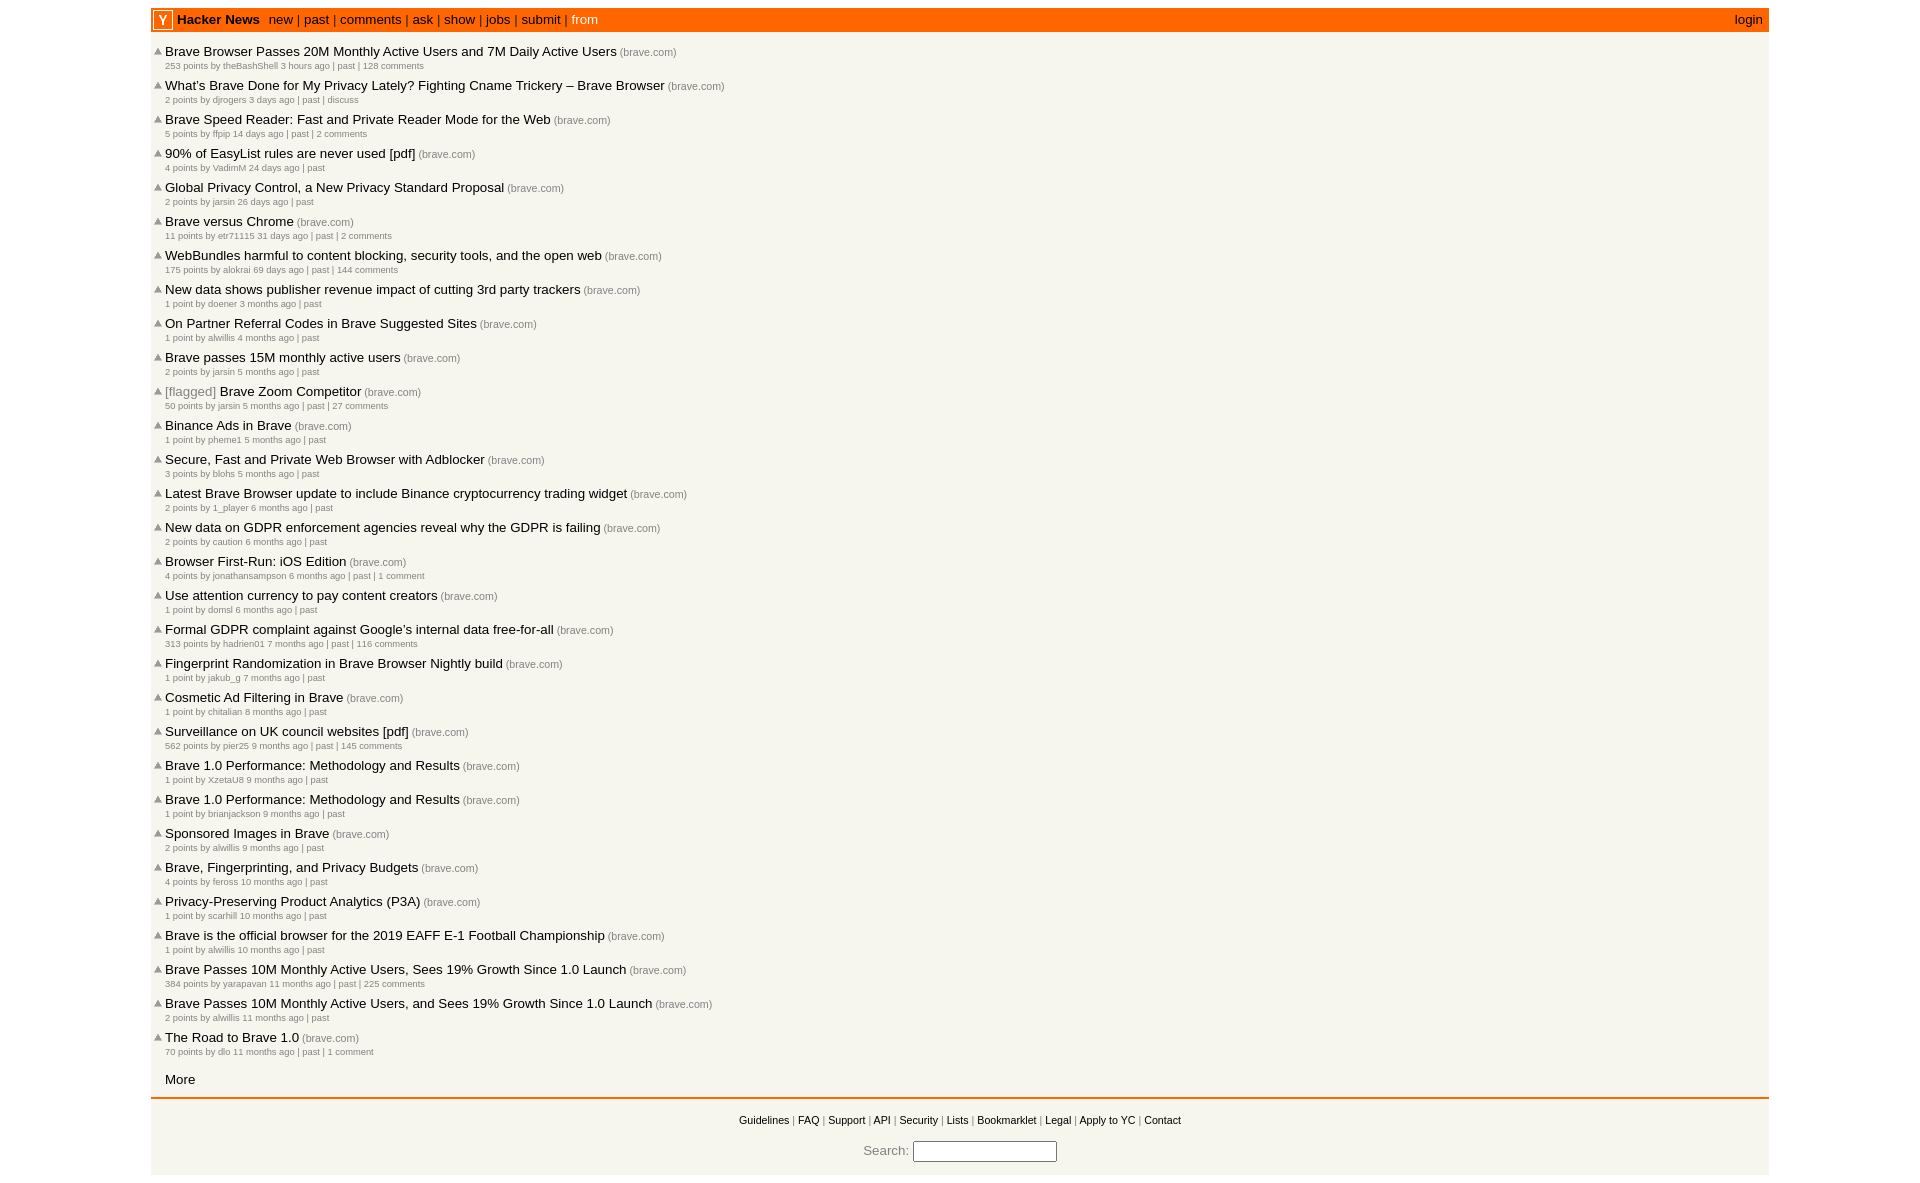 Y Hacker News new | past | comments | ask | show | jobs | submit | from login
Brave Browser Passes 20M Monthly Active Users and 7M Daily Active Users (brave.com)
253 points by theBashShell 3 hours ago | past | 128 comments
What’s Brave Done for My Privacy Lately? Fighting Cname Trickery – Brave Browser (brave.com)
2 points by djrogers 3 days ago | past | discuss
Brave Speed Reader: Fast and Private Reader Mode for the Web (brave.com)
5 points by ffpip 14 days ago | past | 2 comments
90% of EasyList rules are never used [pdf] (brave.com)
4 points by VadimM 24 days ago | past
Global Privacy Control, a New Privacy Standard Proposal (brave.com)
2 points by jarsin 26 days ago | past
Brave versus Chrome (brave.com)
11 points by etr71115 31 days ago | past | 2 comments
WebBundles harmful to content blocking, security tools, and the open web (brave.com)
175 points by alokrai 69 days ago | past | 144 comments
New data shows publisher revenue impact of cutting 3rd party trackers (brave.com)
1 point by doener 3 months ago | past
On Partner Referral Codes in Brave Suggested Sites (brave.com)
1 point by alwillis 4 months ago | past
Brave passes 15M monthly active users (brave.com)
2 points by jarsin 5 months ago | past
[flagged] Brave Zoom Competitor (brave.com)
50 points by jarsin 5 months ago | past | 27 comments
Binance Ads in Brave (brave.com)
1 point by pheme1 5 months ago | past
Secure, Fast and Private Web Browser with Adblocker (brave.com)
3 points by blohs 5 months ago | past
Latest Brave Browser update to include Binance cryptocurrency trading widget (brave.com)
2 points by 1_player 6 months ago | past
New data on GDPR enforcement agencies reveal why the GDPR is failing (brave.com)
2 points by caution 6 months ago | past
Browser First-Run: iOS Edition (brave.com)
4 points by jonathansampson 6 months ago | past | 1 comment
Use attention currency to pay content creators (brave.com)
1 point by domsl 6 months ago | past
Formal GDPR complaint against Google’s internal data free-for-all (brave.com)
313 points by hadrien01 7 months ago | past | 116 comments
Fingerprint Randomization in Brave Browser Nightly build (brave.com)
1 point by jakub_g 7 months ago | past
Cosmetic Ad Filtering in Brave (brave.com)
1 point by chitalian 8 months ago | past
Surveillance on UK council websites [pdf] (brave.com)
562 points by pier25 9 months ago | past | 145 comments
Brave 1.0 Performance: Methodology and Results (brave.com)
1 point by XzetaU8 9 months ago | past
Brave 1.0 Performance: Methodology and Results (brave.com)
1 point by brianjackson 9 months ago | past
Sponsored Images in Brave (brave.com)
2 points by alwillis 9 months ago | past
Brave, Fingerprinting, and Privacy Budgets (brave.com)
4 points by feross 10 months ago | past
Privacy-Preserving Product Analytics (P3A) (brave.com)
1 point by scarhill 10 months ago | past
Brave is the official browser for the 2019 EAFF E-1 Football Championship (brave.com)
1 point by alwillis 10 months ago | past
Brave Passes 10M Monthly Active Users, Sees 19% Growth Since 1.0 Launch (brave.com)
384 points by yarapavan 11 months ago | past | 225 comments
Brave Passes 10M Monthly Active Users, and Sees 19% Growth Since 1.0 Launch (brave.com)
2 points by alwillis 11 months ago | past
The Road to Brave 1.0 (brave.com)
70 points by dlo 11 months ago | past | 1 comment
More
Guidelines | FAQ | Support | API | Security | Lists | Bookmarklet | Legal | Apply to YC | Contact
Search: